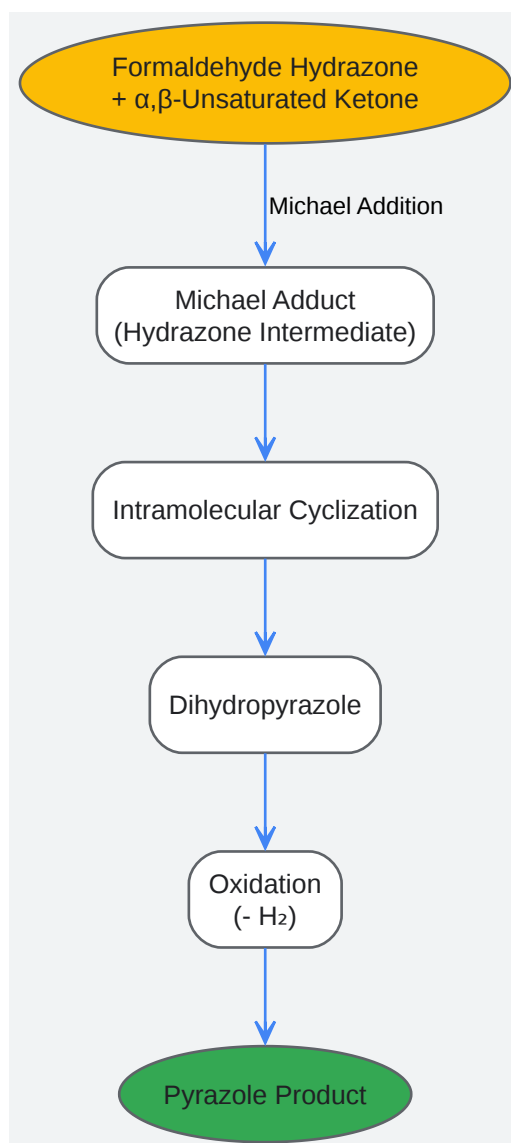 Formaldehyde Hydrazone
+ α,β-Unsaturated Ketone
Michael Addition
Michael Adduct
(Hydrazone Intermediate)
Intramolecular Cyclization
Dihydropyrazole
Oxidation
(- H₂)
Pyrazole Product